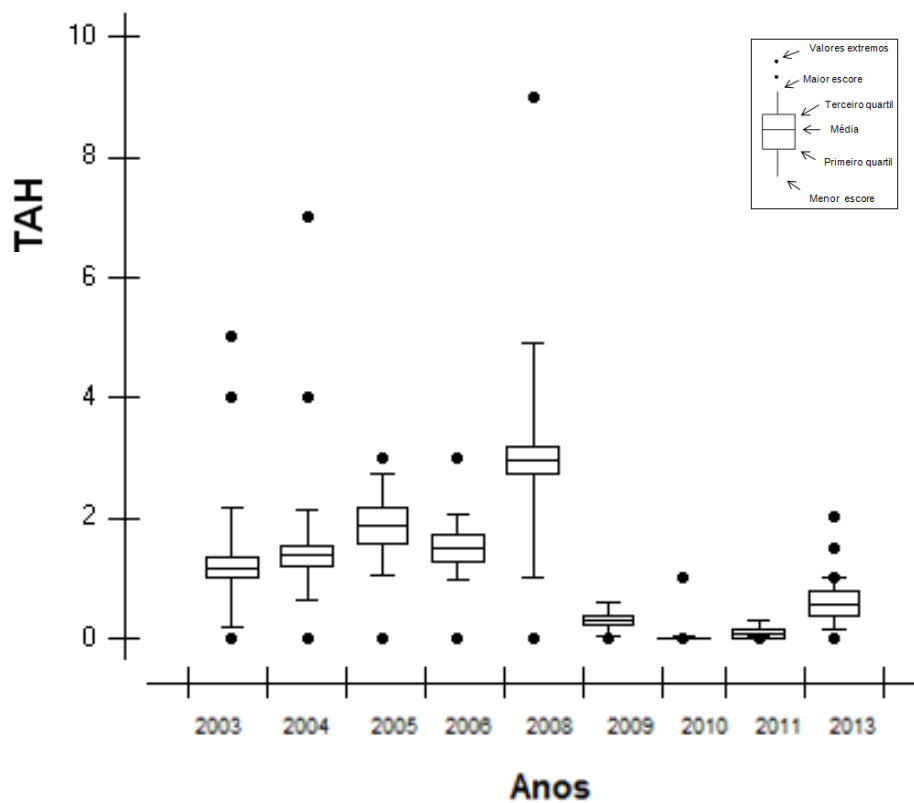 10
Valores extremos
Maior escore
Terceiro quartil
Média
Primeiro quartil
Menor escore
8
TAH
6
4
2
0
2003 2004 2005 2006 2008 2009 2010 2011 2013
Anos